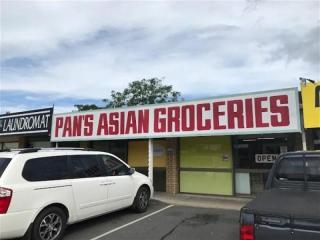 LAUNDROMAT
PAN'S ASIAN GROCERIES
OPEN